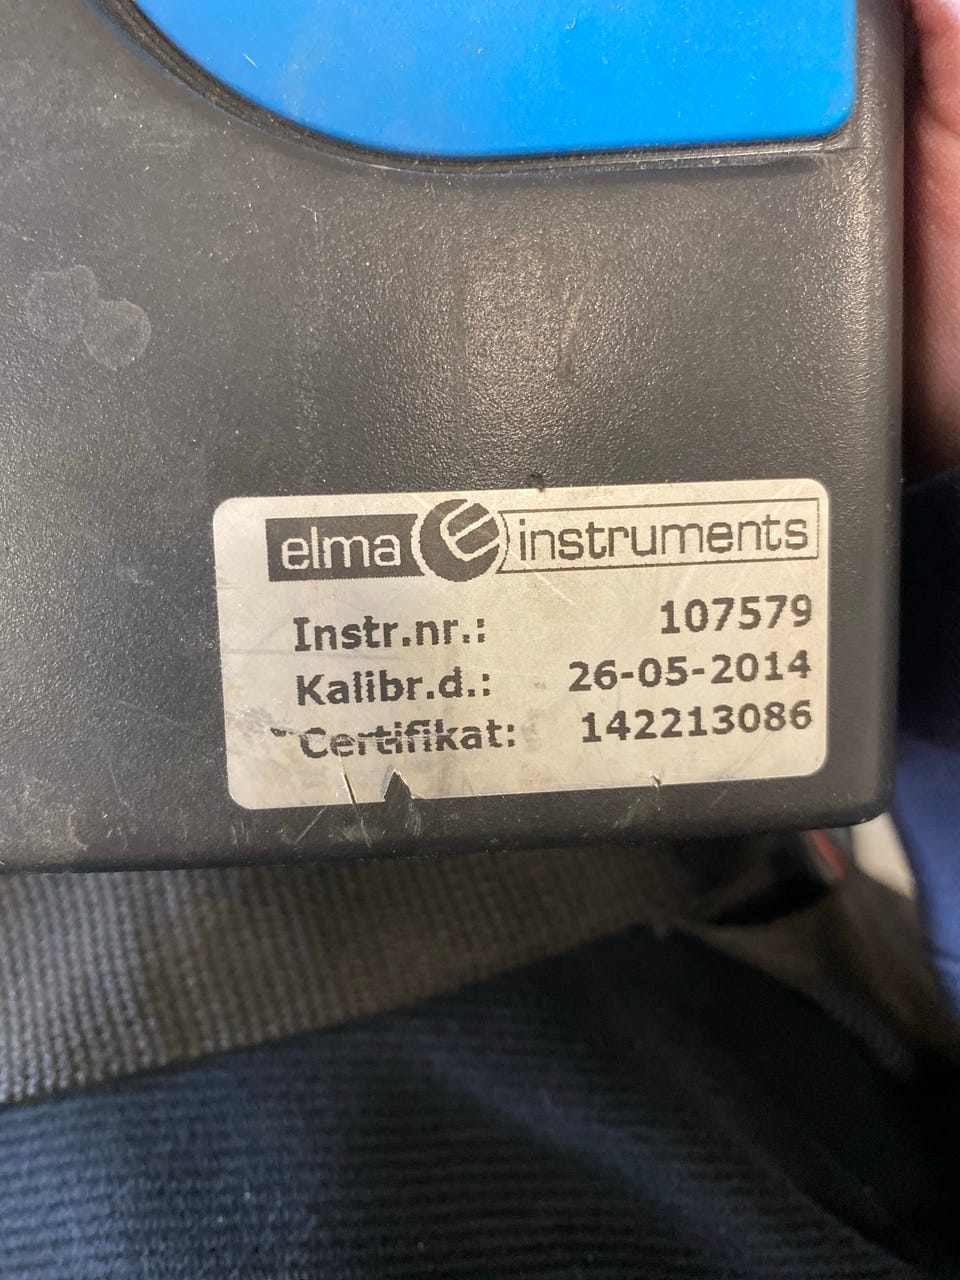 elma instruments
Instr.nr.: 107579
Kalibr.d.: 26-05-2014
Certifikat: 142213086